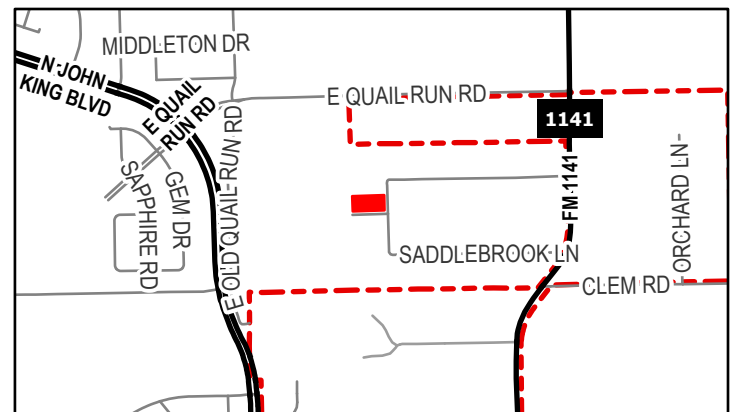 MIDDLETON DR
N JOHN
KING BLVD
E QUAIL
RUN RD
E QUAIL RUN RD
1141
SAPPHIRE RD
GEM DR
E OLD QUAIL RUN RD
FM 1141
ORCHARD LN
SADDLEBROOK LN
CLEM RD